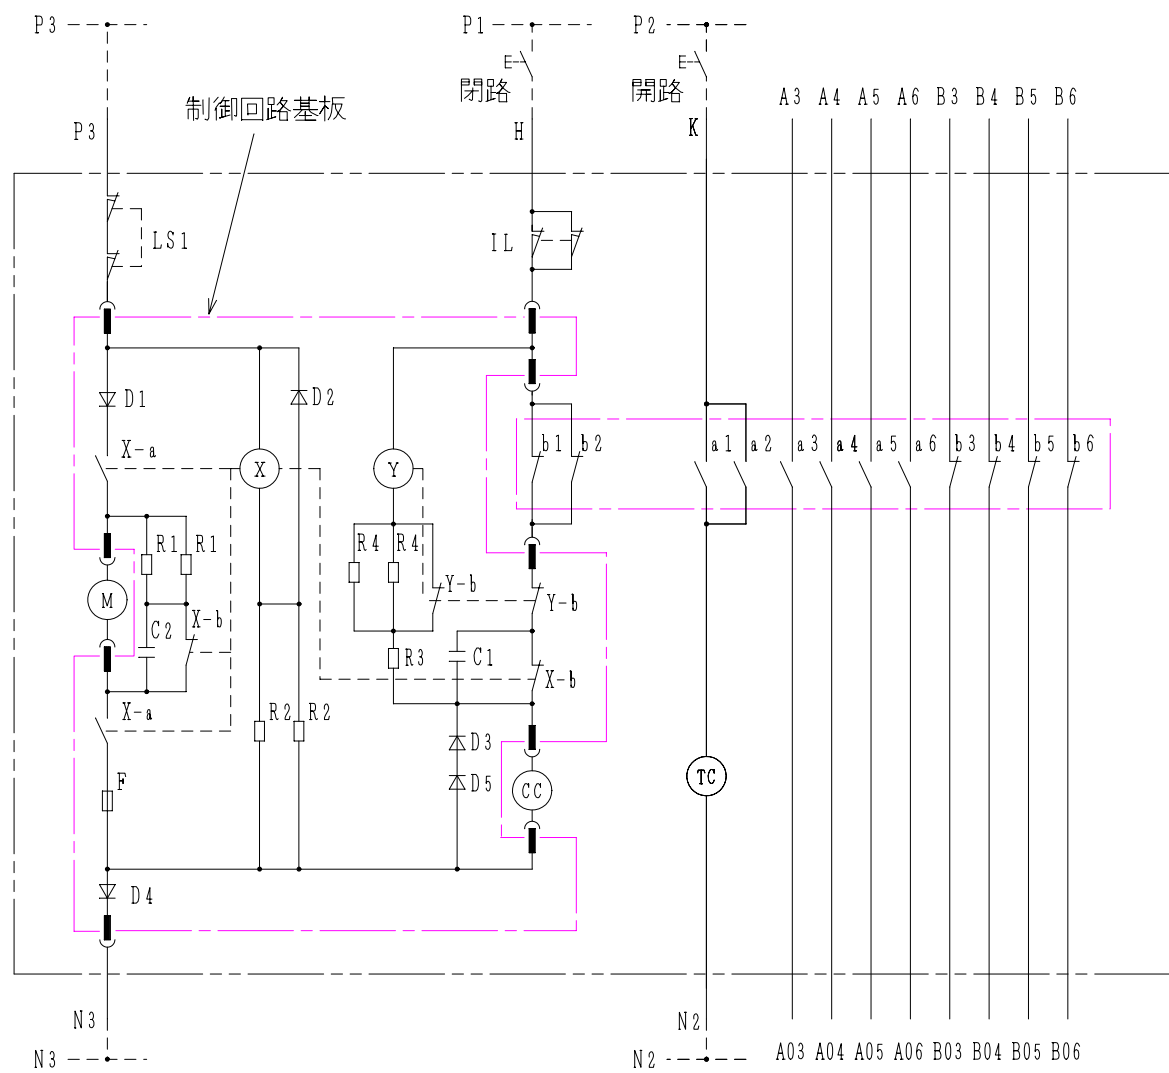 P3 P1 P2
閉路 開路
制御回路基板
A3 A4 A5 A6 B3 B4 B5 B6
P3 H K
LS1 IL
D1 D2
X-a b1 b2 a1 a2 a3 a4 a5 a6 b3 b4 b5 b6
X Y
R1 R1 R4 R4
M Y-b Y-b
C2 X-b R3 C1 X-b
X-a R2 R2 D3
F D5 CC TC
D4
N3 N2
N3 N2 A03 A04 A05 A06 B03 B04 B05 B06